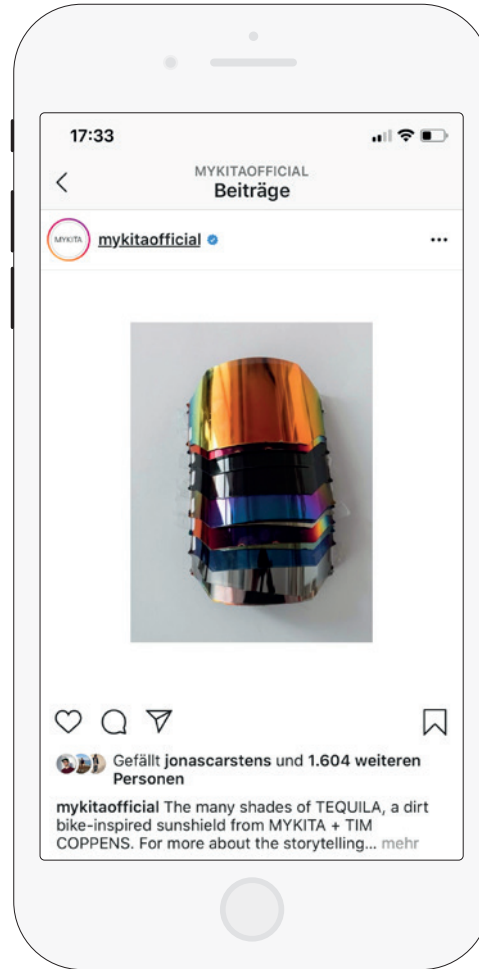 17:33
MYKITAOFFICIAL
Beiträge
MYKITA
mykitaofficial
Gefällt jonascarstens und 1.604 weiteren
Personen
mykitaofficial The many shades of TEQUILA, a dirt
bike-inspired sunshield from MYKITA + TIM
COPPENS. For more about the storytelling... mehr